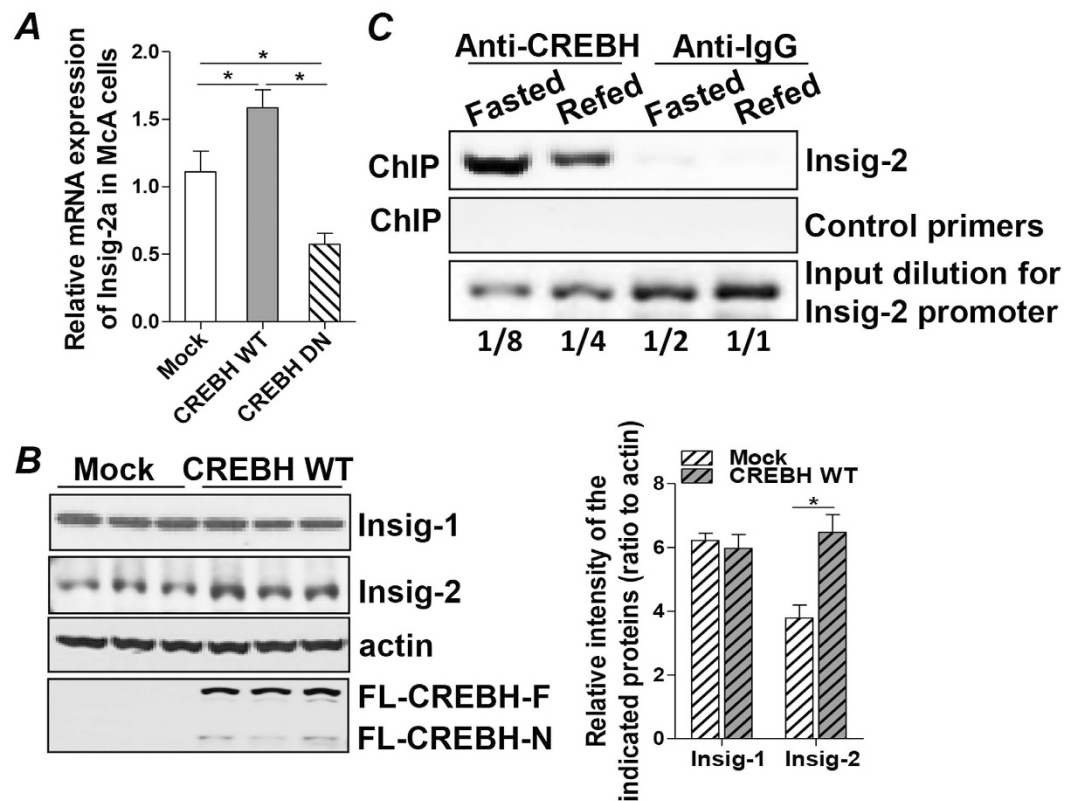 A
Relative mRNA expression
of Insig-2a in McA cells
2.0
1.5
1.0
0.5
0.0
* * *
Mock
CREBH WT
CREBH DN
C
Anti-CREBH Anti-IgG
Fasted Refed Fasted Refed
ChIP Insig-2
ChIP Control primers
Input dilution for
Insig-2 promoter
1/8 1/4 1/2 1/1
B
Mock CREBH WT
Insig-1
Insig-2
actin
FL-CREBH-F
FL-CREBH-N
Relative intensity of the
indicated proteins (ratio to actin)
Mock
CREBH WT
8
6
4
2
0
*
Insig-1 Insig-2